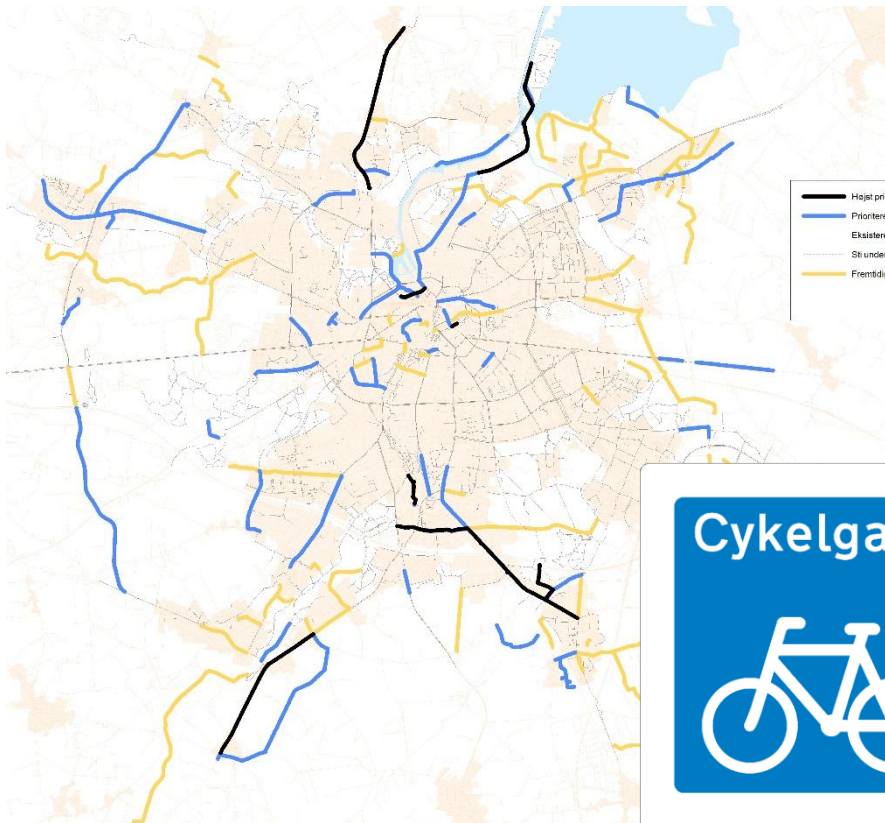 Højst pri
Prioritere
Eksistere
Sti under
Fremtidig
Cykelga